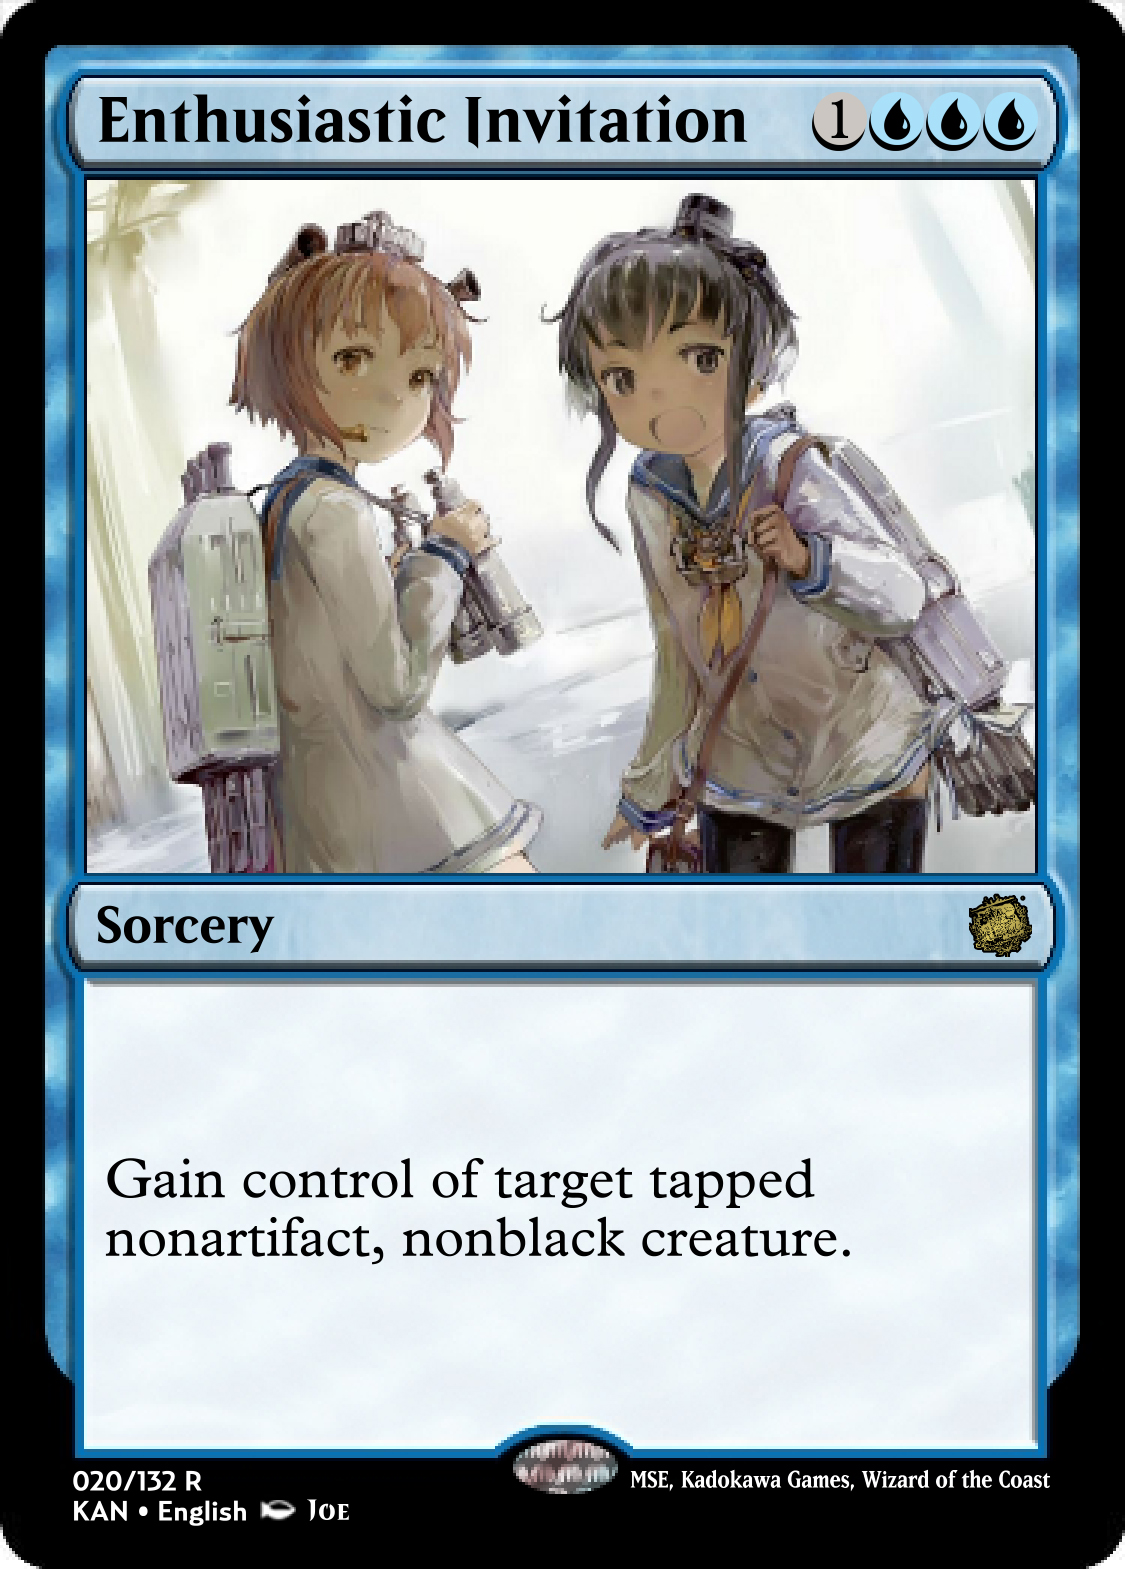 Enthusiastic Invitation 1
Sorcery
Gain control of target tapped
nonartifact, nonblack creature.
020/132 R
KAN • English JOE
MSE, Kadokawa Games, Wizard of the Coast